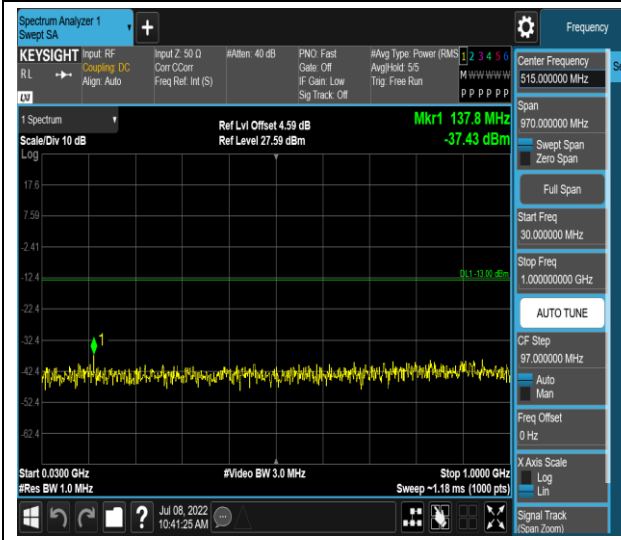 Spectrum Analyzer 1
Swept SA
+
Frequency
KEYSIGHT
RL
LXI
Input: RF
Coupling: DC
Align: Auto
Input Z: 50 Ω
Corr CCorr
Freq Ref: Int (S)
#Atten: 40 dB
PNO: Fast
Gate: Off
IF Gain: Low
Sig Track: Off
#Avg Type: Power (RMS
Avg|Hold: 5/5
Trig: Free Run
1 2 3 4 5 6
M W W W W W
P P P P P P
Center Frequency
515.000000 MHz
Span
970.000000 MHz
Swept Span
Zero Span
Full Span
Start Freq
30.000000 MHz
Stop Freq
1.000000000 GHz
AUTO TUNE
CF Step
97.000000 MHz
Auto
Man
Freq Offset
0 Hz
X Axis Scale
Log
Lin
Signal Track
(Span Zoom)
1 Spectrum
Scale/Div 10 dB
Log
Ref Lvl Offset 4.59 dB
Ref Level 27.59 dBm
Mkr1 137.8 MHz
-37.43 dBm
17.6
7.59
-2.41
-12.4
-22.4
-32.4
-42.4
-52.4
-62.4
DL1 -13.00 dBm
1
Start 0.0300 GHz
#Res BW 1.0 MHz
#Video BW 3.0 MHz
Stop 1.0000 GHz
Sweep ~1.18 ms (1000 pts)
?
Jul 08, 2022
10:41:25 AM